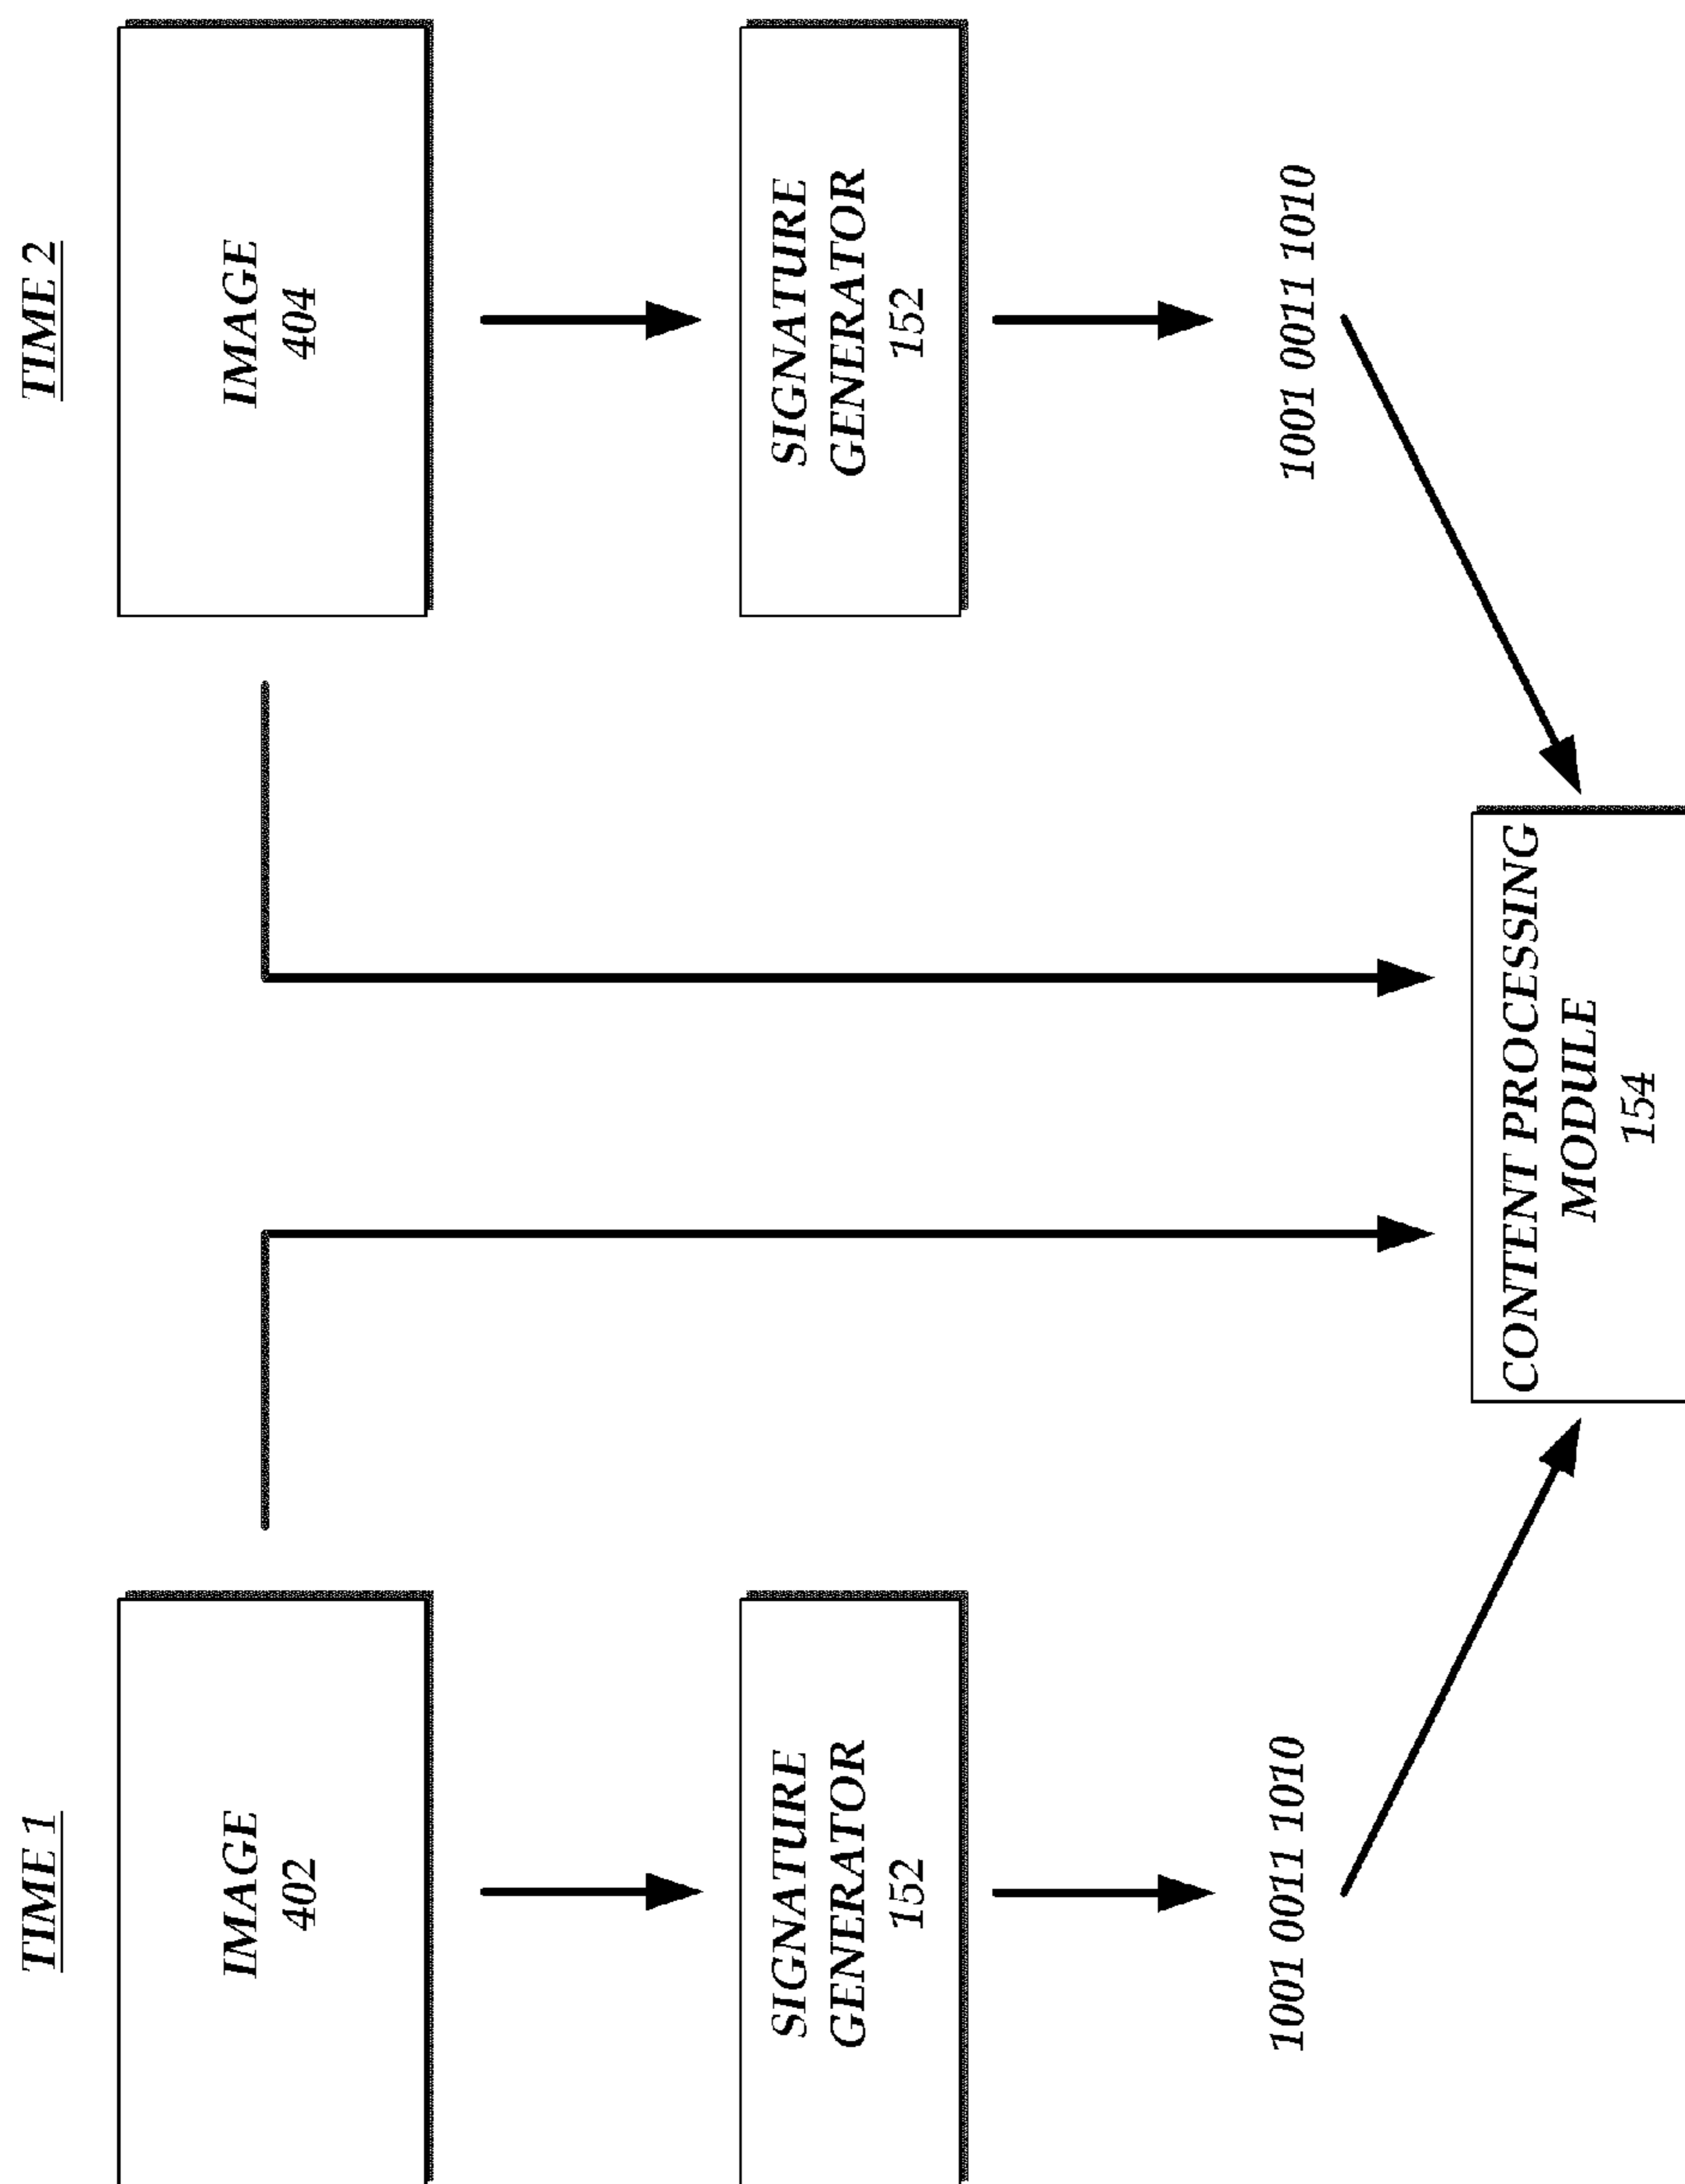 TIME 1
IMAGE
402
SIGNATURE
GENERATOR
152
1001 0011 1010
TIME 2
IMAGE
404
SIGNATURE
GENERATOR
152
1001 0011 1010
CONTENT PROCESSING
MODULE
154